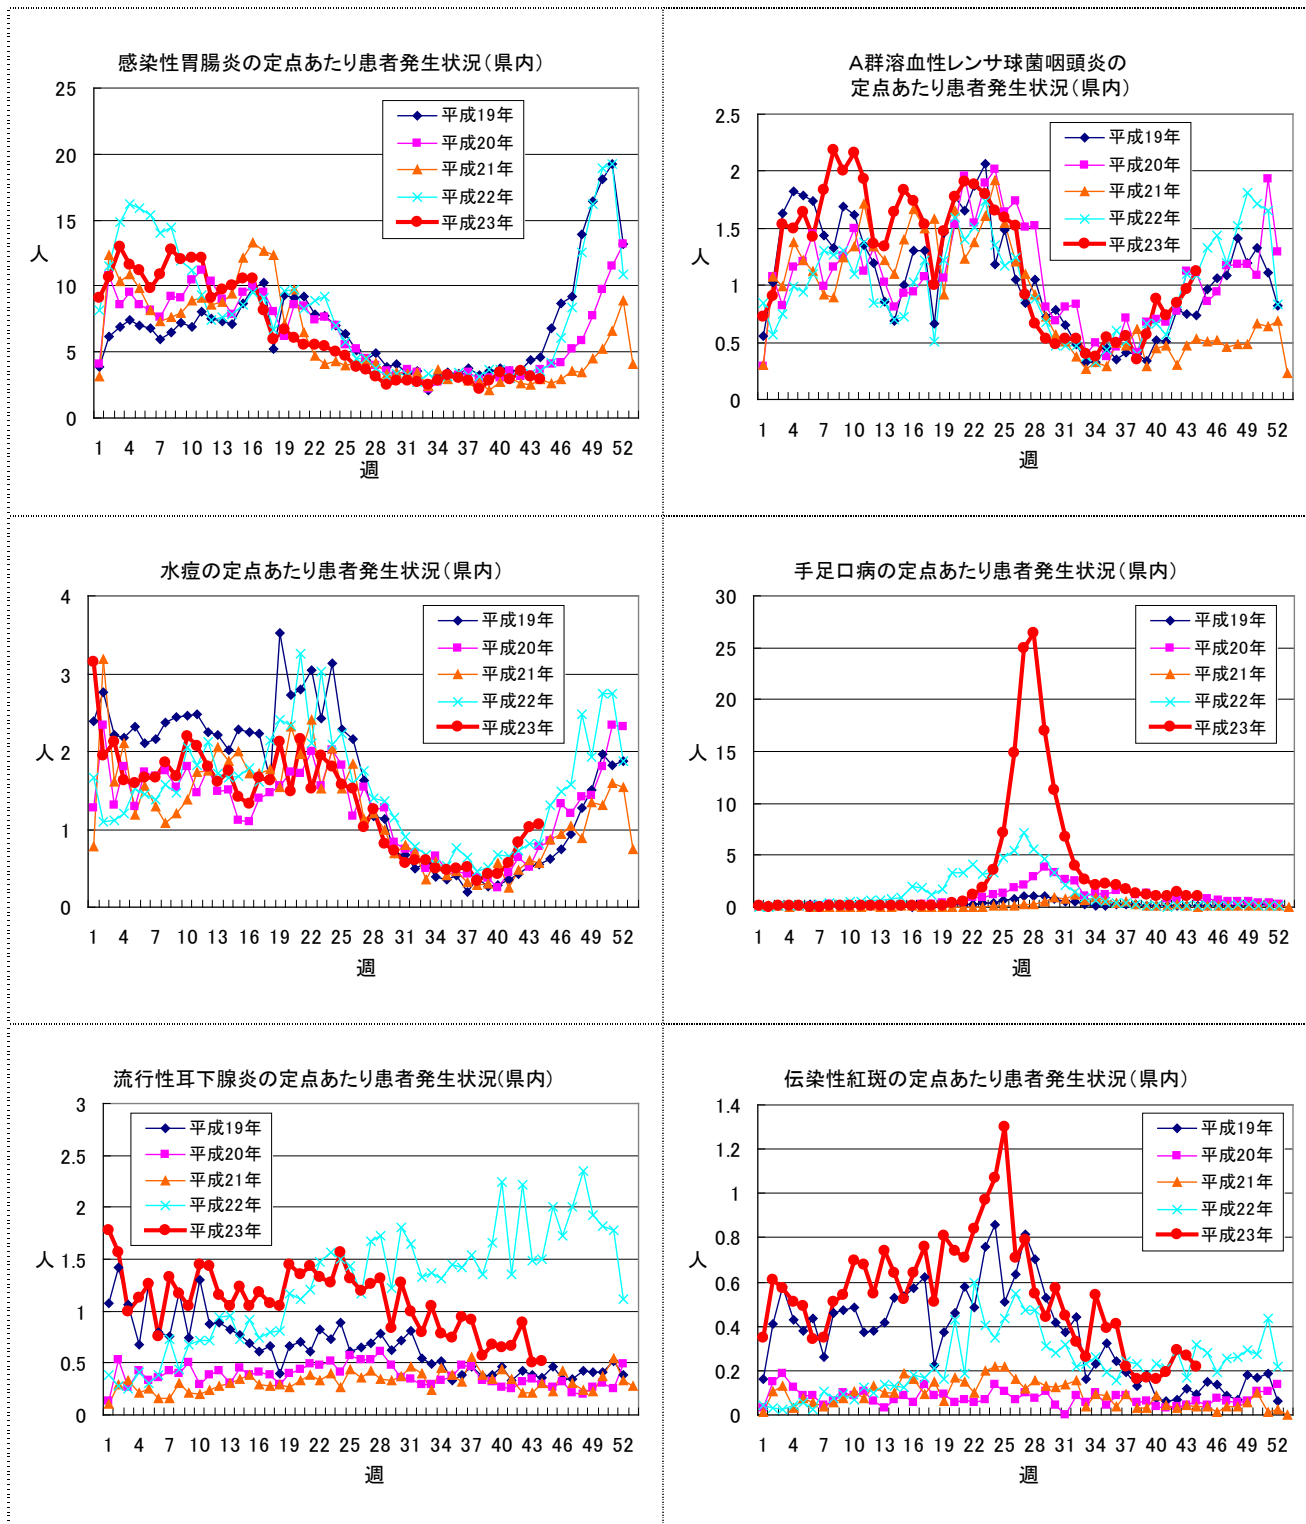 感染性胃腸炎の定点あたり患者発生状況(県内)
25
20
15
10
5
0
人
平成19年
平成20年
平成21年
平成22年
平成23年
1 4 7 10 13 16 19 22 25 28 31 34 37 40 43 46 49 52
週
A群溶血性レンサ球菌咽頭炎の
定点あたり患者発生状況(県内)
2.5
2
1.5
1
0.5
0
人
平成19年
平成20年
平成21年
平成22年
平成23年
1 4 7 10 13 16 19 22 25 28 31 34 37 40 43 46 49 52
週
水痘の定点あたり患者発生状況(県内)
4
3
2
1
0
人
平成19年
平成20年
平成21年
平成22年
平成23年
1 4 7 10 13 16 19 22 25 28 31 34 37 40 43 46 49 52
週
手足口病の定点あたり患者発生状況(県内)
30
25
20
15
10
5
0
人
平成19年
平成20年
平成21年
平成22年
平成23年
1 4 7 10 13 16 19 22 25 28 31 34 37 40 43 46 49 52
週
流行性耳下腺炎の定点あたり患者発生状況(県内)
3
2.5
2
1.5
1
0.5
0
人
平成19年
平成20年
平成21年
平成22年
平成23年
1 4 7 10 13 16 19 22 25 28 31 34 37 40 43 46 49 52
週
伝染性紅斑の定点あたり患者発生状況(県内)
1.4
1.2
1
0.8
0.6
0.4
0.2
0
人
平成19年
平成20年
平成21年
平成22年
平成23年
1 4 7 10 13 16 19 22 25 28 31 34 37 40 43 46 49 52
週